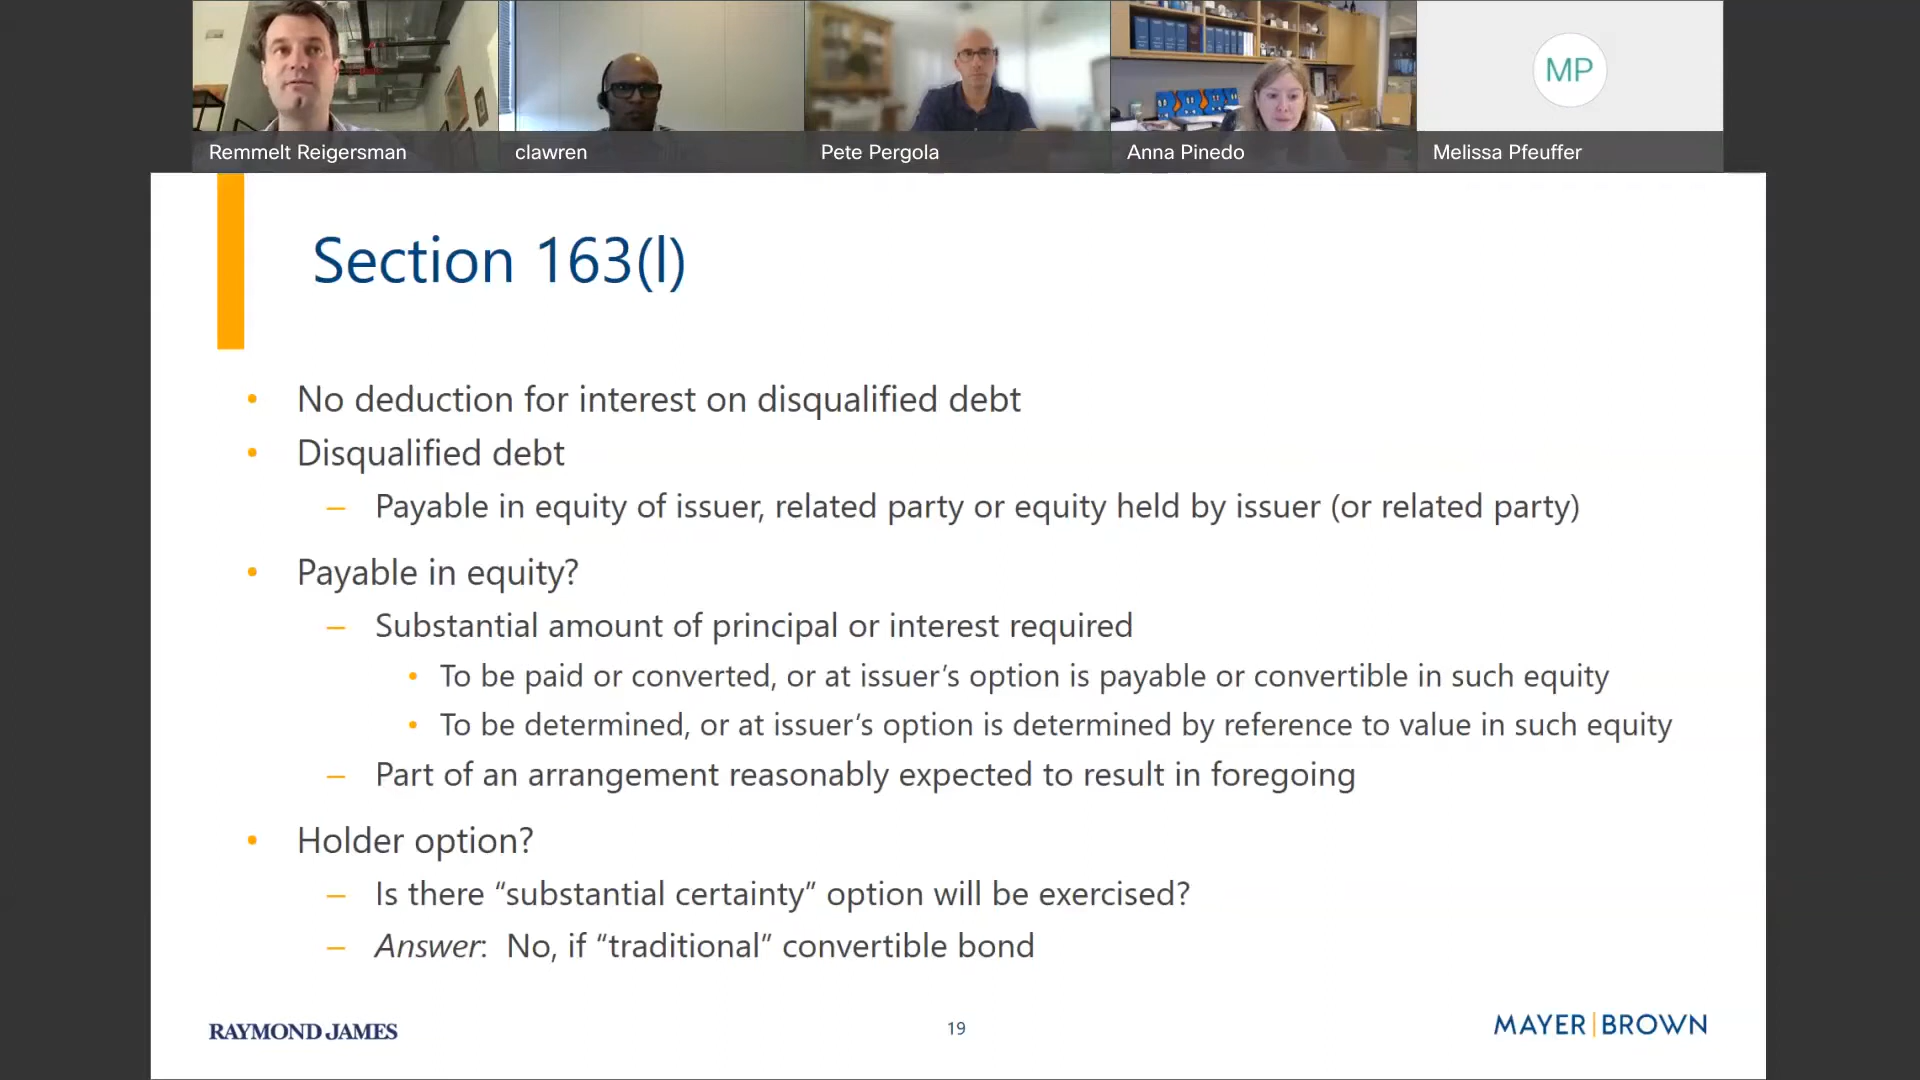 Remmelt Reigersman
clawren
Pete Pergola
Anna Pinedo
MP
Melissa Pfeuffer
Section 163(l)
• No deduction for interest on disqualified debt
• Disqualified debt
– Payable in equity of issuer, related party or equity held by issuer (or related party)
• Payable in equity?
– Substantial amount of principal or interest required
• To be paid or converted, or at issuer’s option is payable or convertible in such equity
• To be determined, or at issuer’s option is determined by reference to value in such equity
– Part of an arrangement reasonably expected to result in foregoing
• Holder option?
– Is there “substantial certainty” option will be exercised?
– Answer: No, if “traditional” convertible bond
RAYMOND JAMES
19
MAYER | BROWN